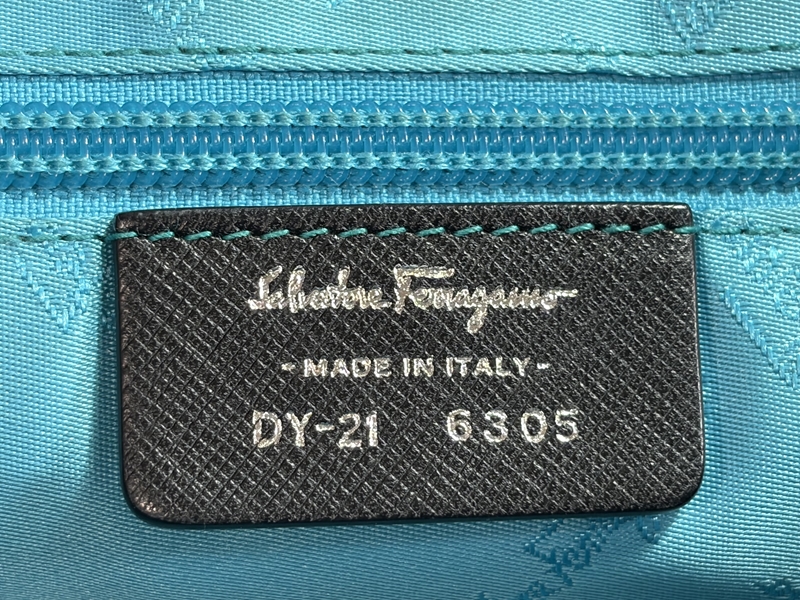 Salvatore Ferragamo
- MADE IN ITALY -
DY-21 6305